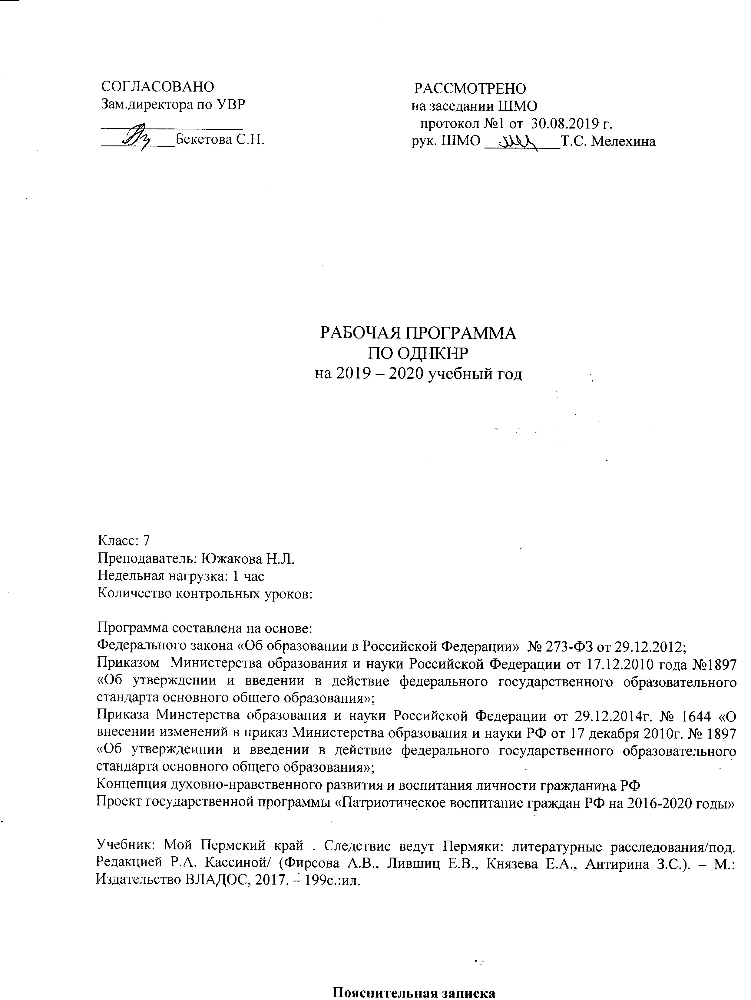 СОГЛАСОВАНО
Зам.директора по УВР
___________________
__________Бекетова С.Н.
РАССМОТРЕНО
на заседании ШМО
протокол №1 от 30.08.2019 г.
рук. ШМО __________Т.С. Мелехина
РАБОЧАЯ ПРОГРАММА
ПО ОДНКНР
на 2019 – 2020 учебный год
Класс: 7
Преподаватель: Южакова Н.Л.
Недельная нагрузка: 1 час
Количество контрольных уроков:
Программа составлена на основе:
Федерального закона «Об образовании в Российской Федерации» № 273-ФЗ от 29.12.2012;
Приказом Министерства образования и науки Российской Федерации от 17.12.2010 года №1897
«Об утверждении и введении в действие федерального государственного образовательного
стандарта основного общего образования»;
Приказа Минстерства образования и науки Российской Федерации от 29.12.2014г. № 1644 «О
внесении изменений в приказ Министерства образования и науки РФ от 17 декабря 2010г. № 1897
«Об утверждеинии и введении в действие федерального государственного образовательного
стандарта основного общего образования»;
Концепция духовно-нравственного развития и воспитания личности гражданина РФ
Проект государственной программы «Патриотическое воспитание граждан РФ на 2016-2020 годы»
Учебник: Мой Пермский край . Следствие ведут Пермяки: литературные расследования/под.
Редакцией Р.А. Кассиной/ (Фирсова А.В., Лившиц Е.В., Князева Е.А., Антирина З.С.). – М.:
Издательство ВЛАДОС, 2017. – 199с.:ил.
Пояснительная записка